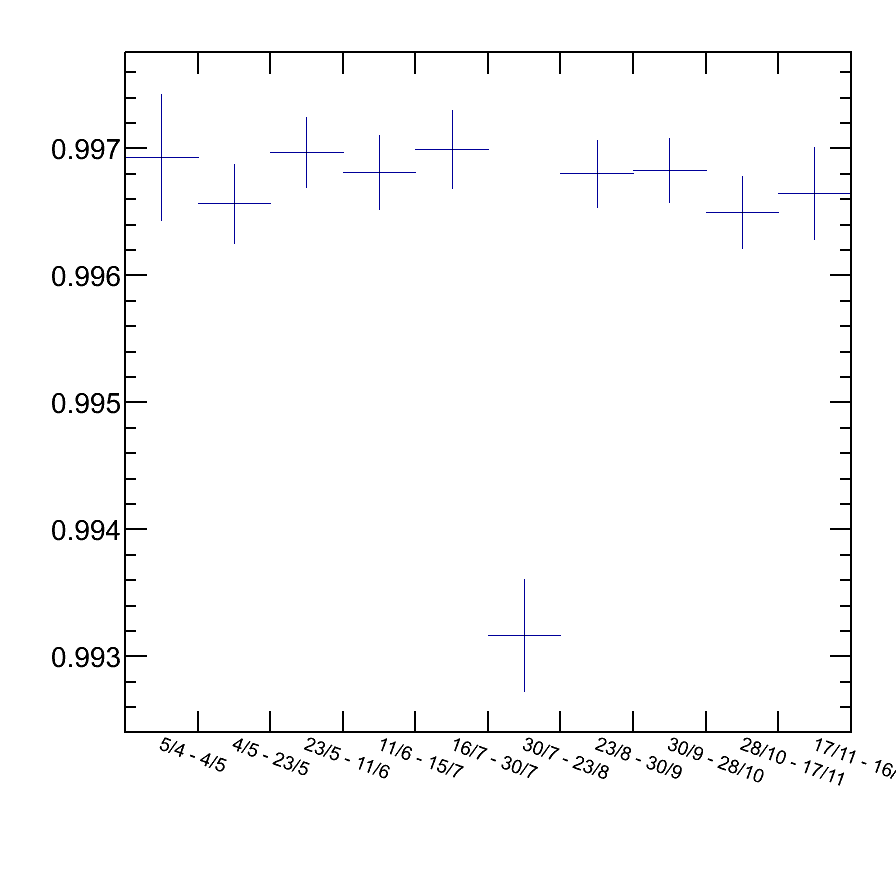 0.997
0.996
0.995
0.994
0.993
5/4 - 4/5
4/5 - 23/5
23/5 - 11/6
11/6 - 15/7
16/7 - 30/7
30/7 - 23/8
23/8 - 30/9
30/9 - 28/10
28/10 - 17/11
17/11 - 16/